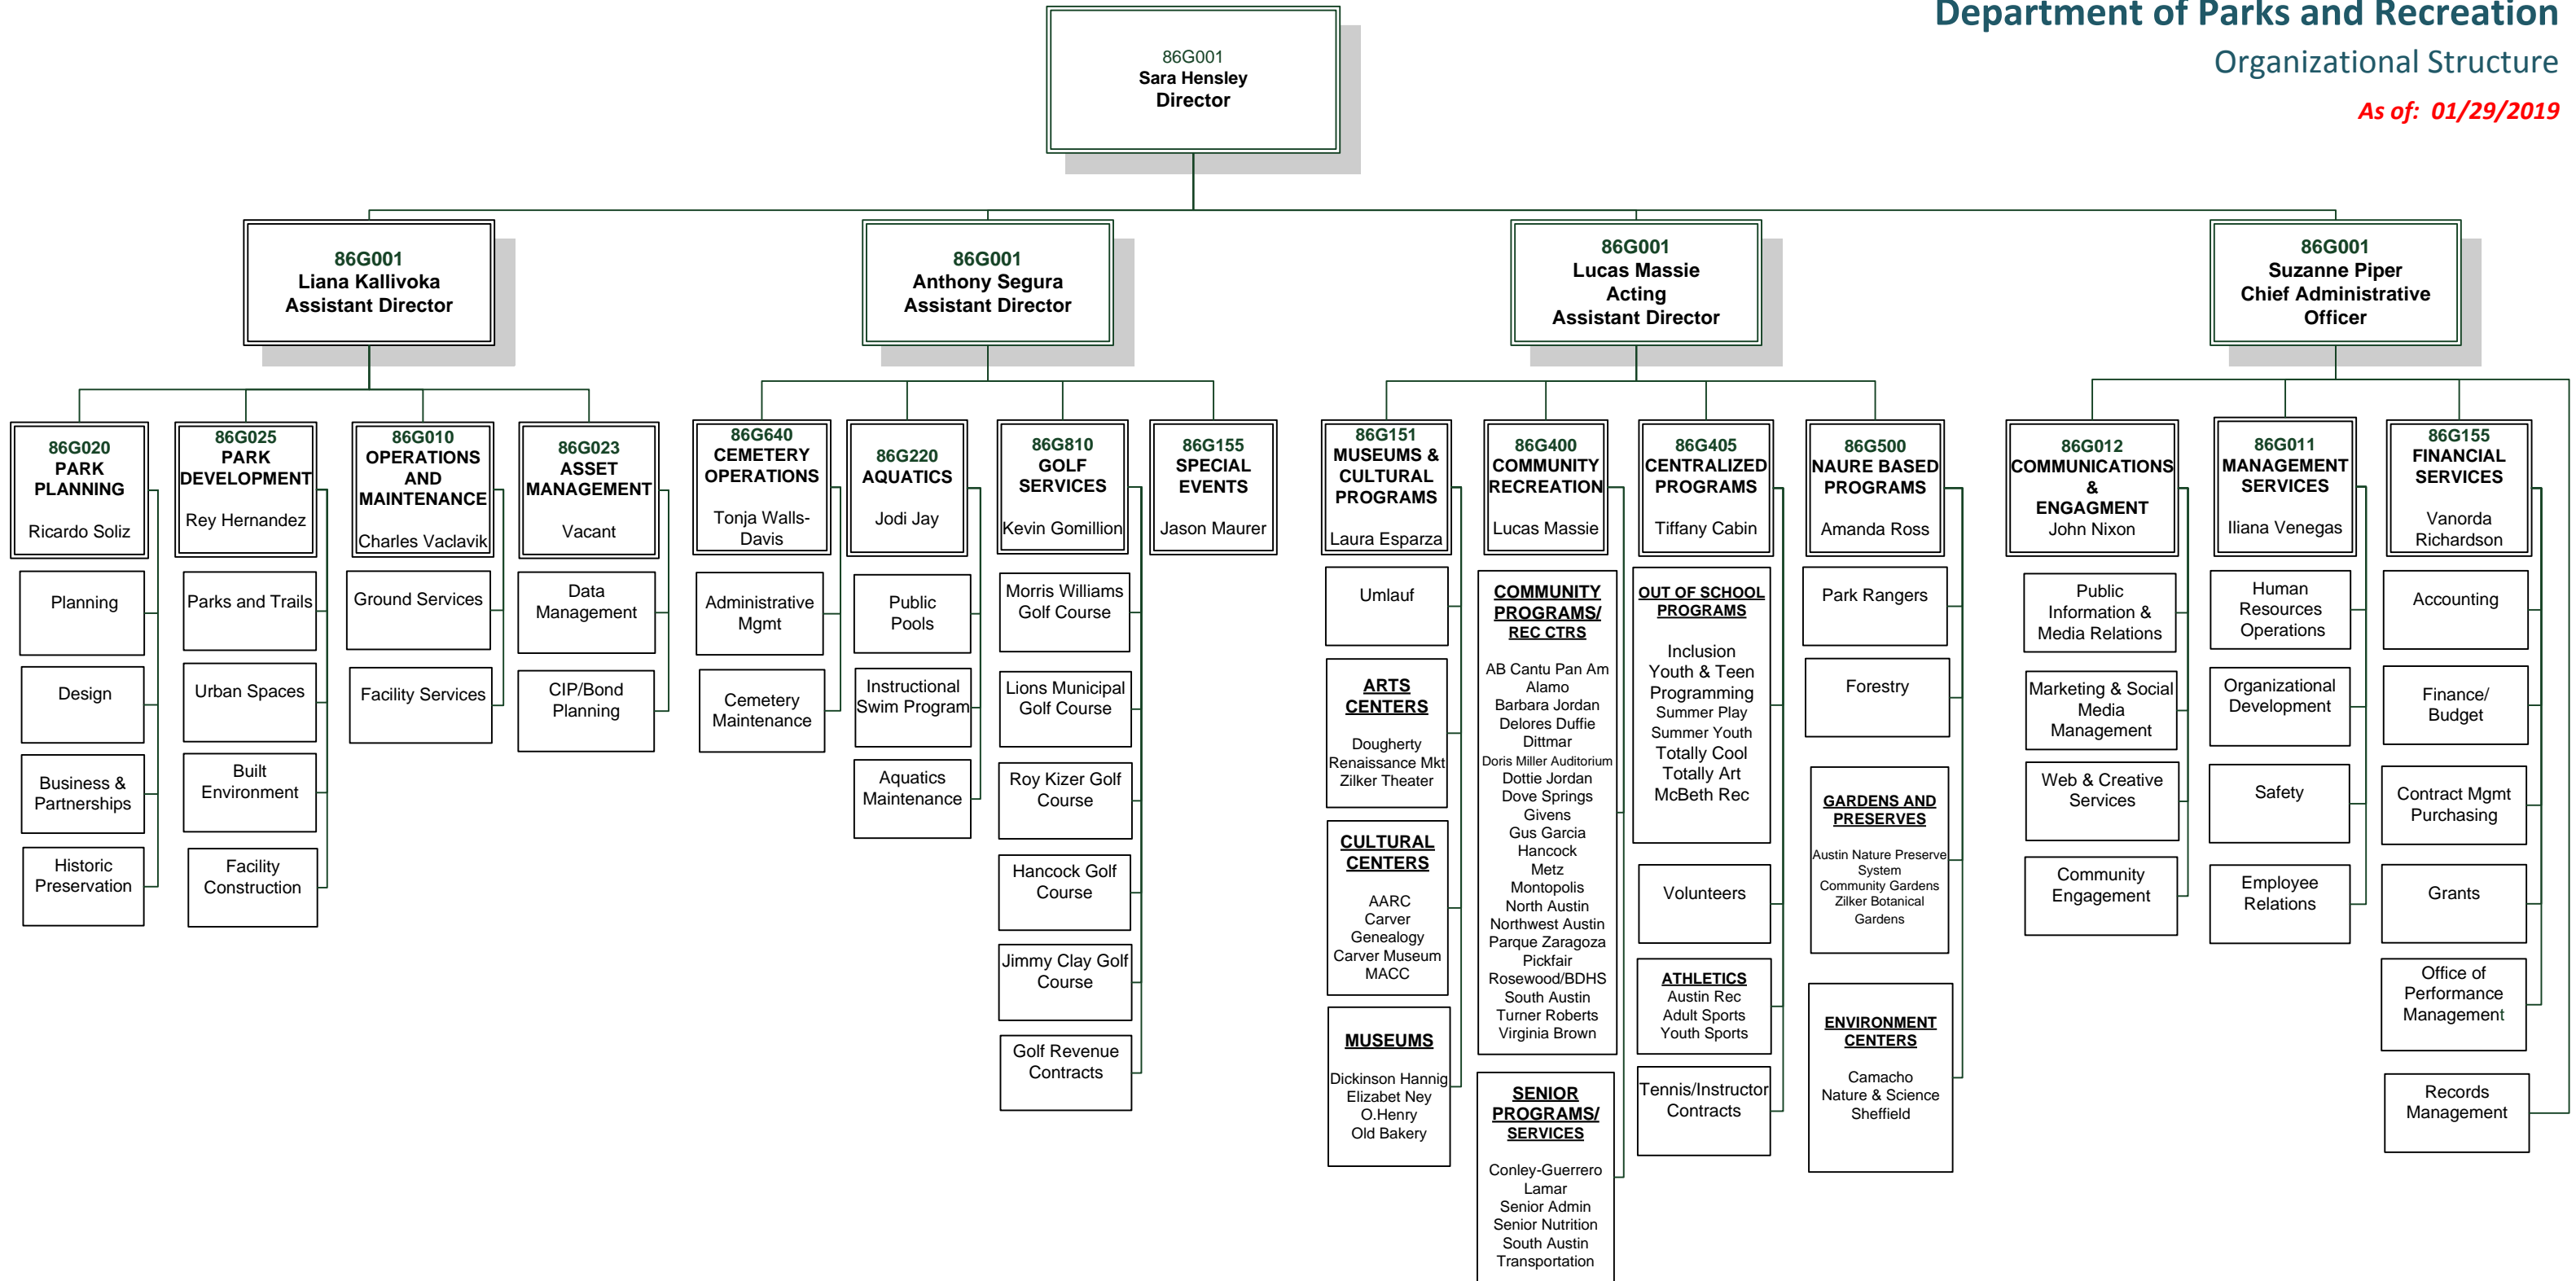 Department of Parks and Recreation
Organizational Structure
As of: 01/29/2019
86G001
Sara Hensley
Director
86G001
Liana Kallivoka
Assistant Director
86G001
Anthony Segura
Assistant Director
86G001
Lucas Massie
Acting
Assistant Director
86G001
Suzanne Piper
Chief Administrative
Officer
86G020
PARK
PLANNING
Ricardo Soliz
Planning
Design
Business &
Partnerships
Historic
Preservation
86G025
PARK
DEVELOPMENT
Rey Hernandez
Parks and Trails
Urban Spaces
Built
Environment
Facility
Construction
86G010
OPERATIONS
AND
MAINTENANCE
Charles Vaclavik
Ground Services
Facility Services
86G023
ASSET
MANAGEMENT
Vacant
Data
Management
CIP/Bond
Planning
86G640
CEMETERY
OPERATIONS
Tonja Walls-
Davis
Administrative
Mgmt
Cemetery
Maintenance
86G220
AQUATICS
Jodi Jay
Public
Pools
Instructional
Swim Program
Aquatics
Maintenance
86G810
GOLF
SERVICES
Kevin Gomillion
Morris Williams
Golf Course
Lions Municipal
Golf Course
Roy Kizer Golf
Course
Hancock Golf
Course
Jimmy Clay Golf
Course
Golf Revenue
Contracts
86G155
SPECIAL
EVENTS
Jason Maurer
86G151
MUSEUMS &
CULTURAL
PROGRAMS
Laura Esparza
Umlauf
ARTS
CENTERS
Dougherty
Renaissance Mkt
Zilker Theater
CULTURAL
CENTERS
AARC
Carver
Genealogy
Carver Museum
MACC
MUSEUMS
Dickinson Hannig
Elizabet Ney
O.Henry
Old Bakery
86G400
COMMUNITY
RECREATION
Lucas Massie
COMMUNITY
PROGRAMS/
REC CTRS
AB Cantu Pan Am
Alamo
Barbara Jordan
Delores Duffie
Dittmar
Doris Miller Auditorium
Dottie Jordan
Dove Springs
Givens
Gus Garcia
Hancock
Metz
Montopolis
North Austin
Northwest Austin
Parque Zaragoza
Pickfair
Rosewood/BDHS
South Austin
Turner Roberts
Virginia Brown
SENIOR
PROGRAMS/
SERVICES
Conley-Guerrero
Lamar
Senior Admin
Senior Nutrition
South Austin
Transportation
86G405
CENTRALIZED
PROGRAMS
Tiffany Cabin
OUT OF SCHOOL
PROGRAMS
Inclusion
Youth & Teen
Programming
Summer Play
Summer Youth
Totally Cool
Totally Art
McBeth Rec
Volunteers
ATHLETICS
Austin Rec
Adult Sports
Youth Sports
Tennis/Instructor
Contracts
86G500
NAURE BASED
PROGRAMS
Amanda Ross
Park Rangers
Forestry
GARDENS AND
PRESERVES
Austin Nature Preserve
System
Community Gardens
Zilker Botanical
Gardens
ENVIRONMENT
CENTERS
Camacho
Nature & Science
Sheffield
86G012
COMMUNICATIONS
&
ENGAGMENT
John Nixon
Public
Information &
Media Relations
Marketing & Social
Media
Management
Web & Creative
Services
Community
Engagement
86G011
MANAGEMENT
SERVICES
Iliana Venegas
Human
Resources
Operations
Organizational
Development
Safety
Employee
Relations
86G155
FINANCIAL
SERVICES
Vanorda
Richardson
Accounting
Finance/
Budget
Contract Mgmt
Purchasing
Grants
Office of
Performance
Management
Records
Management